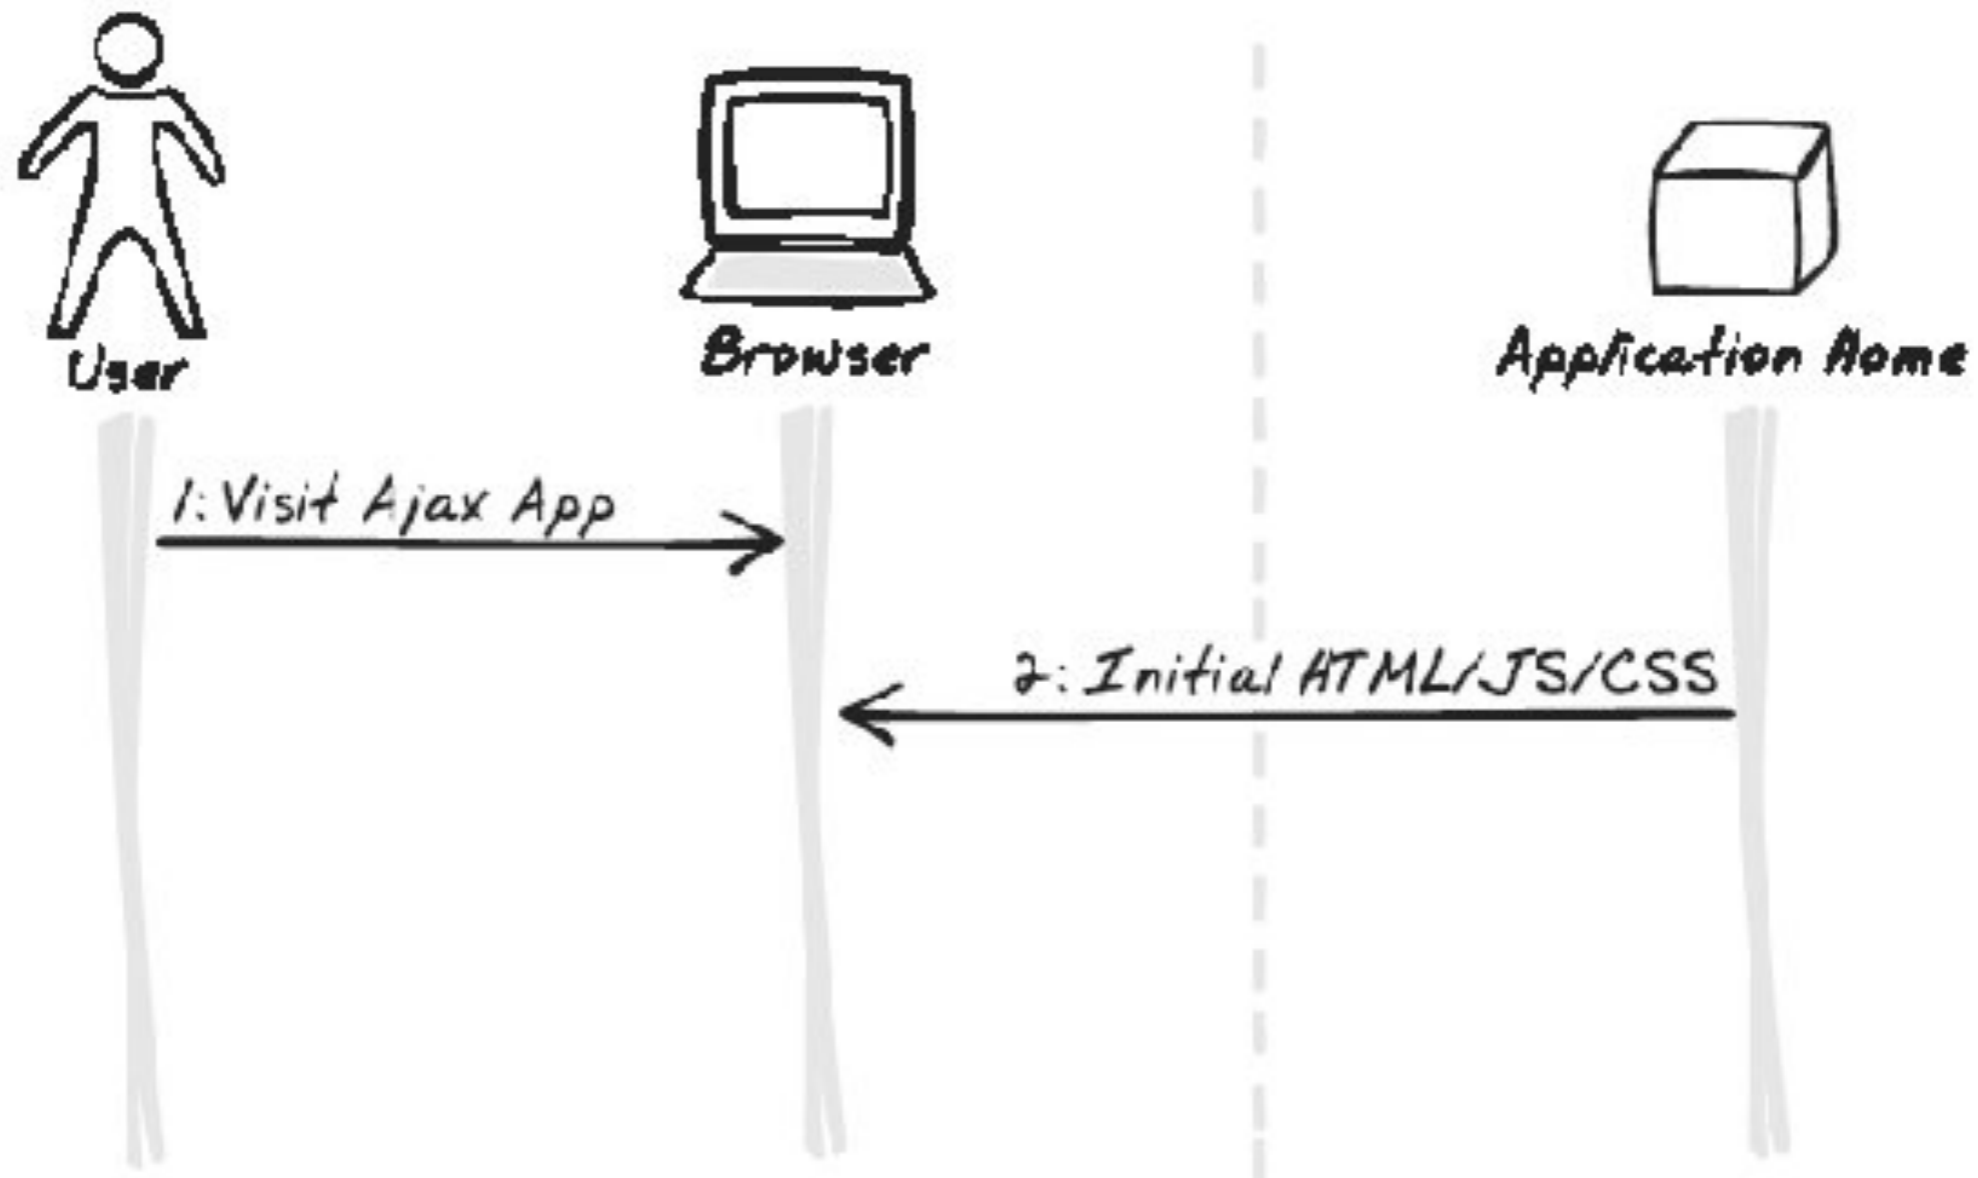 User
Browser
Application Home
1: Visit Ajax App
2: Initial HTML/JS/CSS